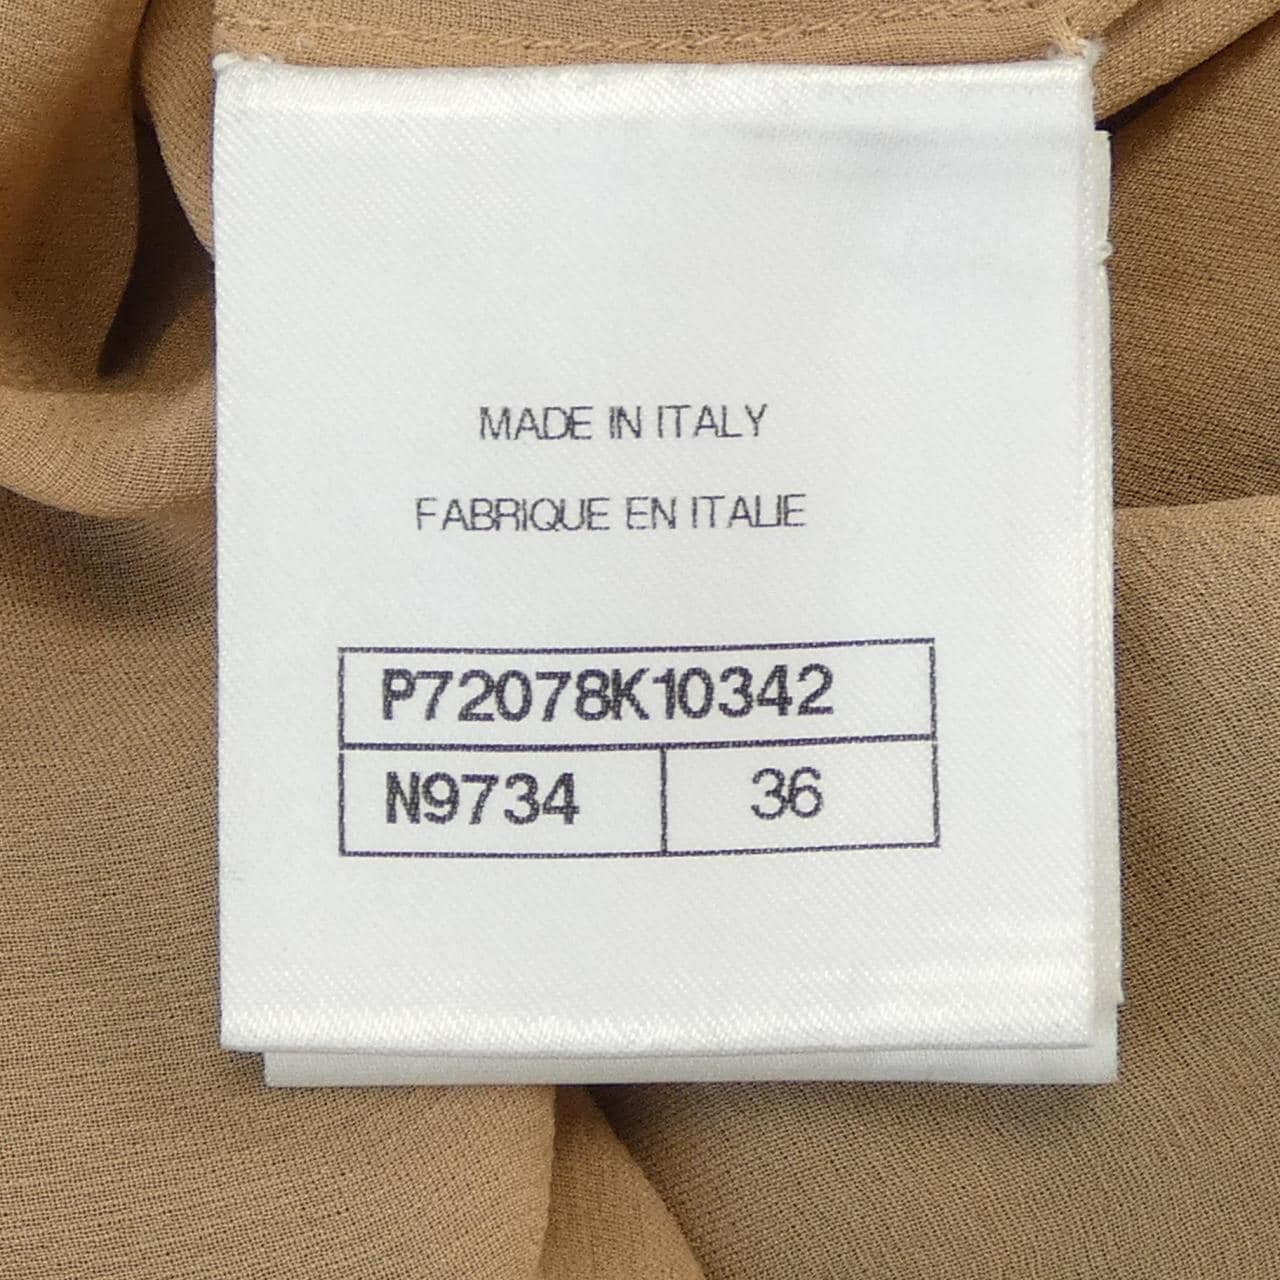 MADE IN ITALY
FABRIQUE EN ITALIE
P72078K10342
N9734 36